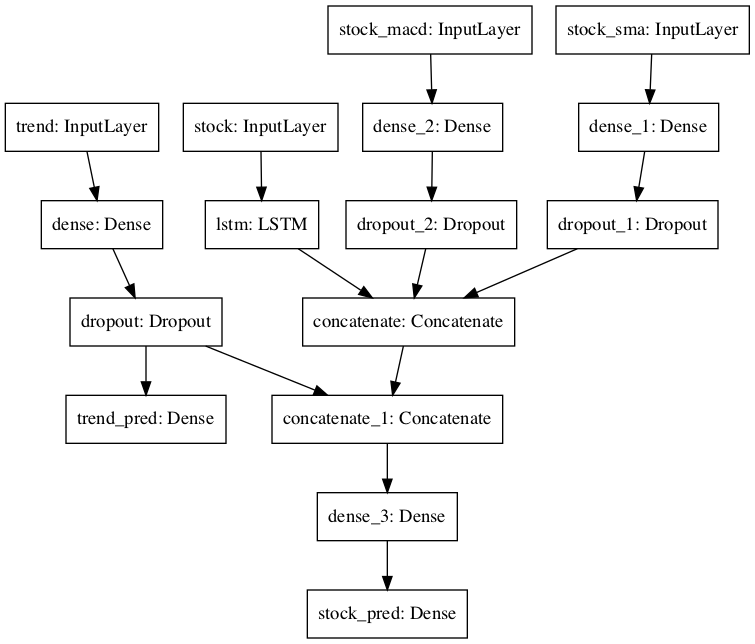 stock_macd: InputLayer
stock_sma: InputLayer
trend: InputLayer
stock: InputLayer
dense_2: Dense
dense_1: Dense
dense: Dense
lstm: LSTM
dropout_2: Dropout
dropout_1: Dropout
dropout: Dropout
concatenate: Concatenate
trend_pred: Dense
concatenate_1: Concatenate
dense_3: Dense
stock_pred: Dense